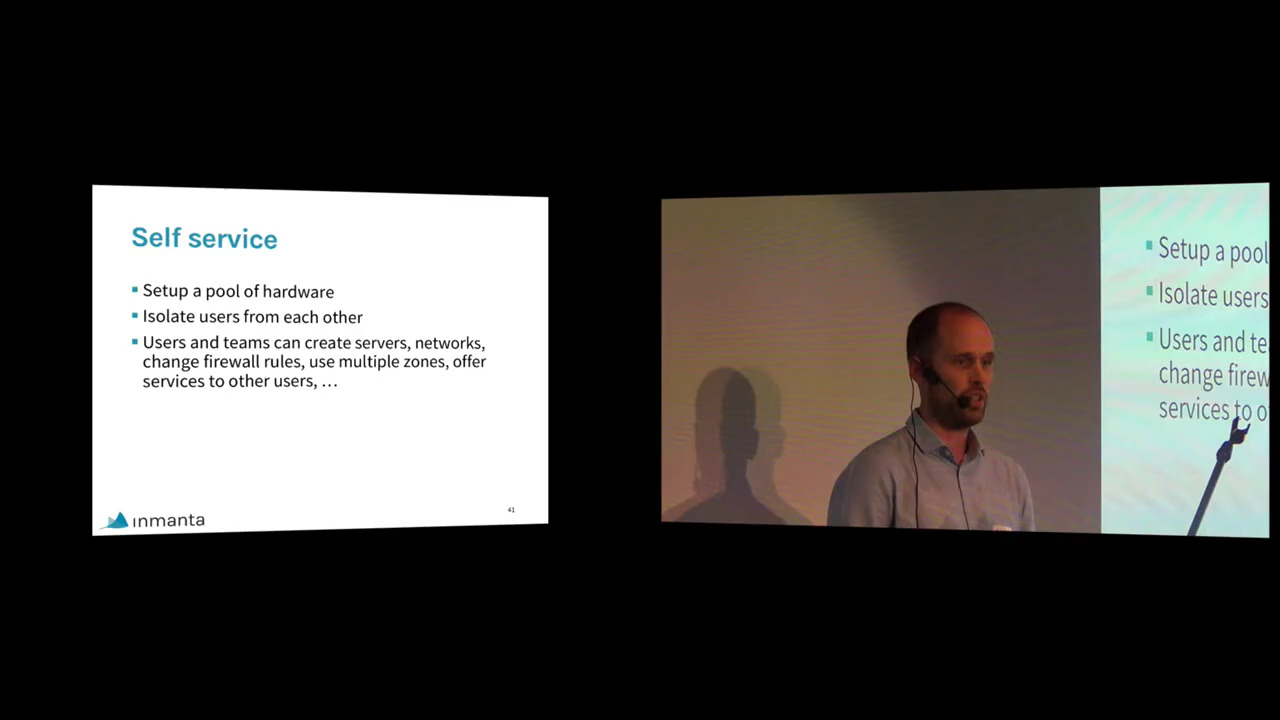 Self service
Setup a pool of hardware
Isolate users from each other
Users and teams can create servers, networks,
change firewall rules, use multiple zones, offer
services to other users, …
inmanta
41
Setup a pool
Isolate users
Users and te
change firew
services to o